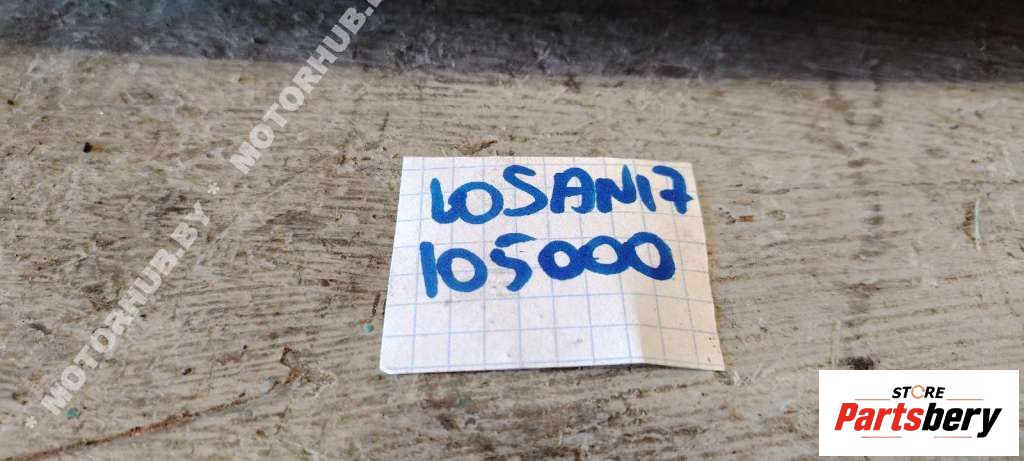 LOSAN17
105000
* MOTORHUB.BY * MOTORHUB.BY
STORE
Partsbery